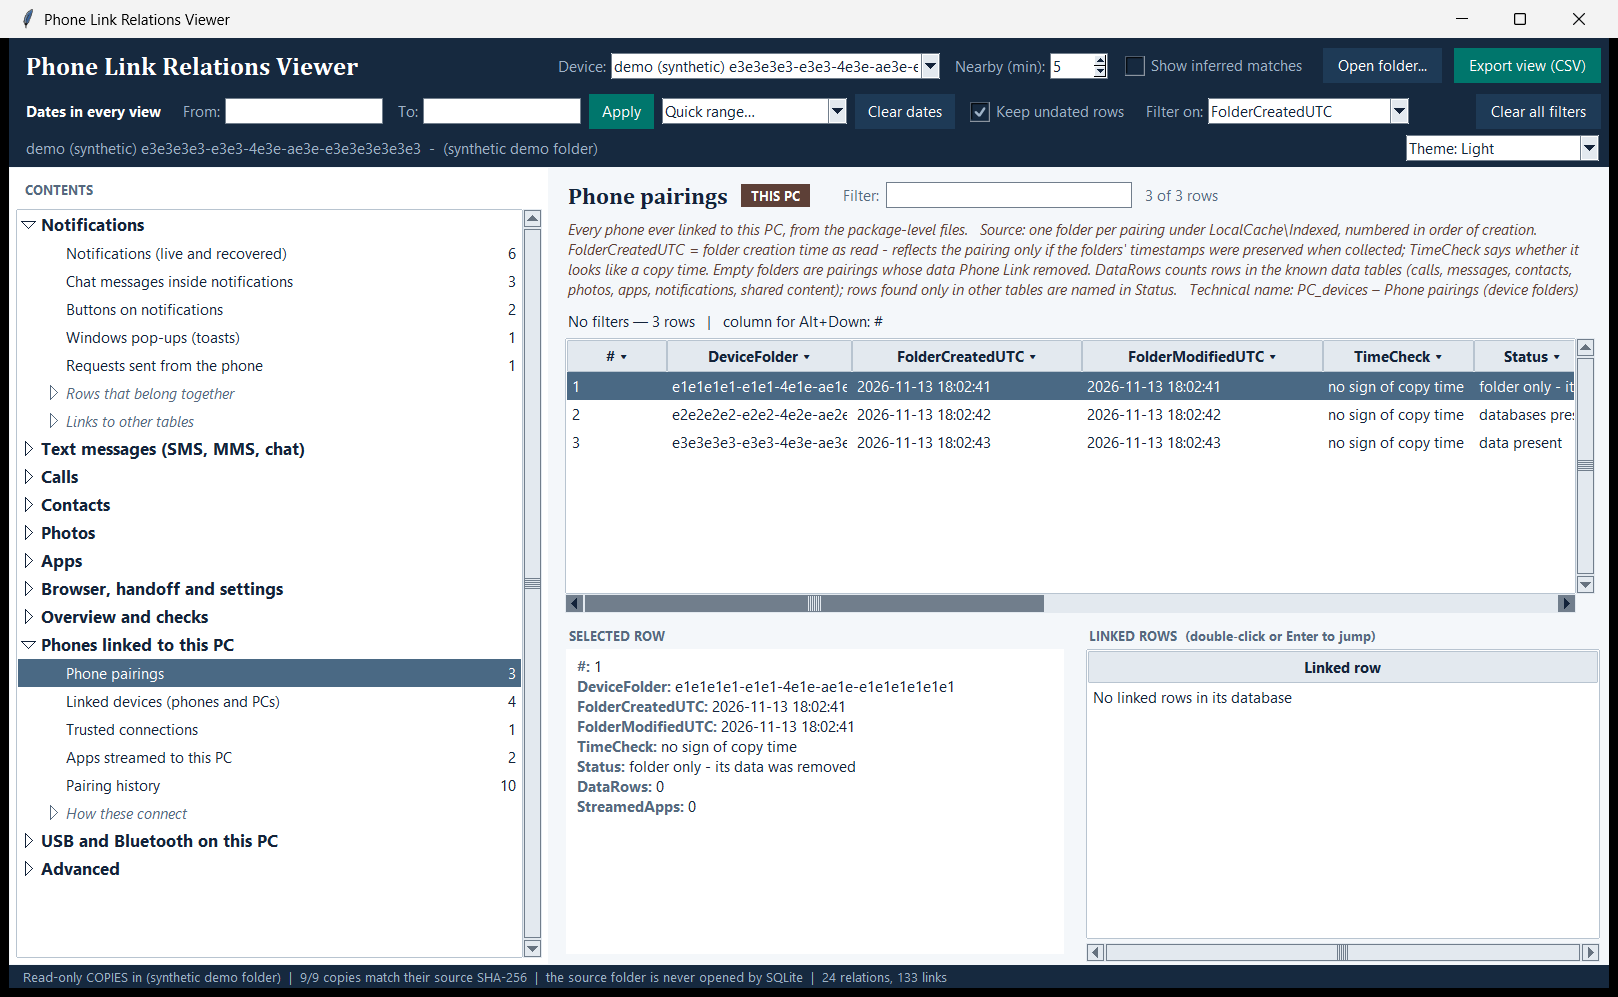 Phone Link Relations Viewer
Phone Link Relations Viewer
Device: demo (synthetic) e3e3e3e3-e3e3-4e3e-ae3e-e Nearby (min): 5 Show inferred matches Open folder... Export view (CSV)
Dates in every view From: To: Apply Quick range... Clear dates Keep undated rows Filter on: FolderCreatedUTC Clear all filters
demo (synthetic) e3e3e3e3-e3e3-4e3e-ae3e-e3e3e3e3e3e3 - (synthetic demo folder) Theme: Light
CONTENTS
Notifications
Notifications (live and recovered) 6
Chat messages inside notifications 3
Buttons on notifications 2
Windows pop-ups (toasts) 1
Requests sent from the phone 1
Rows that belong together
Links to other tables
Text messages (SMS, MMS, chat)
Calls
Contacts
Photos
Apps
Browser, handoff and settings
Overview and checks
Phones linked to this PC
Phone pairings 3
Linked devices (phones and PCs) 4
Trusted connections 1
Apps streamed to this PC 2
Pairing history 10
How these connect
USB and Bluetooth on this PC
Advanced
Phone pairings THIS PC Filter: 3 of 3 rows
Every phone ever linked to this PC, from the package-level files. Source: one folder per pairing under LocalCache\Indexed, numbered in order of creation.
FolderCreatedUTC = folder creation time as read - reflects the pairing only if the folders' timestamps were preserved when collected; TimeCheck says whether it
looks like a copy time. Empty folders are pairings whose data Phone Link removed. DataRows counts rows in the known data tables (calls, messages, contacts,
photos, apps, notifications, shared content); rows found only in other tables are named in Status. Technical name: PC_devices – Phone pairings (device folders)
No filters — 3 rows | column for Alt+Down: #
# DeviceFolder FolderCreatedUTC FolderModifiedUTC TimeCheck Status
1 e1e1e1e1-e1e1-4e1e-ae1e 2026-11-13 18:02:41 2026-11-13 18:02:41 no sign of copy time folder only - it
2 e2e2e2e2-e2e2-4e2e-ae2e 2026-11-13 18:02:42 2026-11-13 18:02:42 no sign of copy time databases pre
3 e3e3e3e3-e3e3-4e3e-ae3e 2026-11-13 18:02:43 2026-11-13 18:02:43 no sign of copy time data present
SELECTED ROW
#: 1
DeviceFolder: e1e1e1e1-e1e1-4e1e-ae1e-e1e1e1e1e1e1
FolderCreatedUTC: 2026-11-13 18:02:41
FolderModifiedUTC: 2026-11-13 18:02:41
TimeCheck: no sign of copy time
Status: folder only - its data was removed
DataRows: 0
StreamedApps: 0
LINKED ROWS (double-click or Enter to jump)
Linked row
No linked rows in its database
Read-only COPIES in (synthetic demo folder) | 9/9 copies match their source SHA-256 | the source folder is never opened by SQLite | 24 relations, 133 links